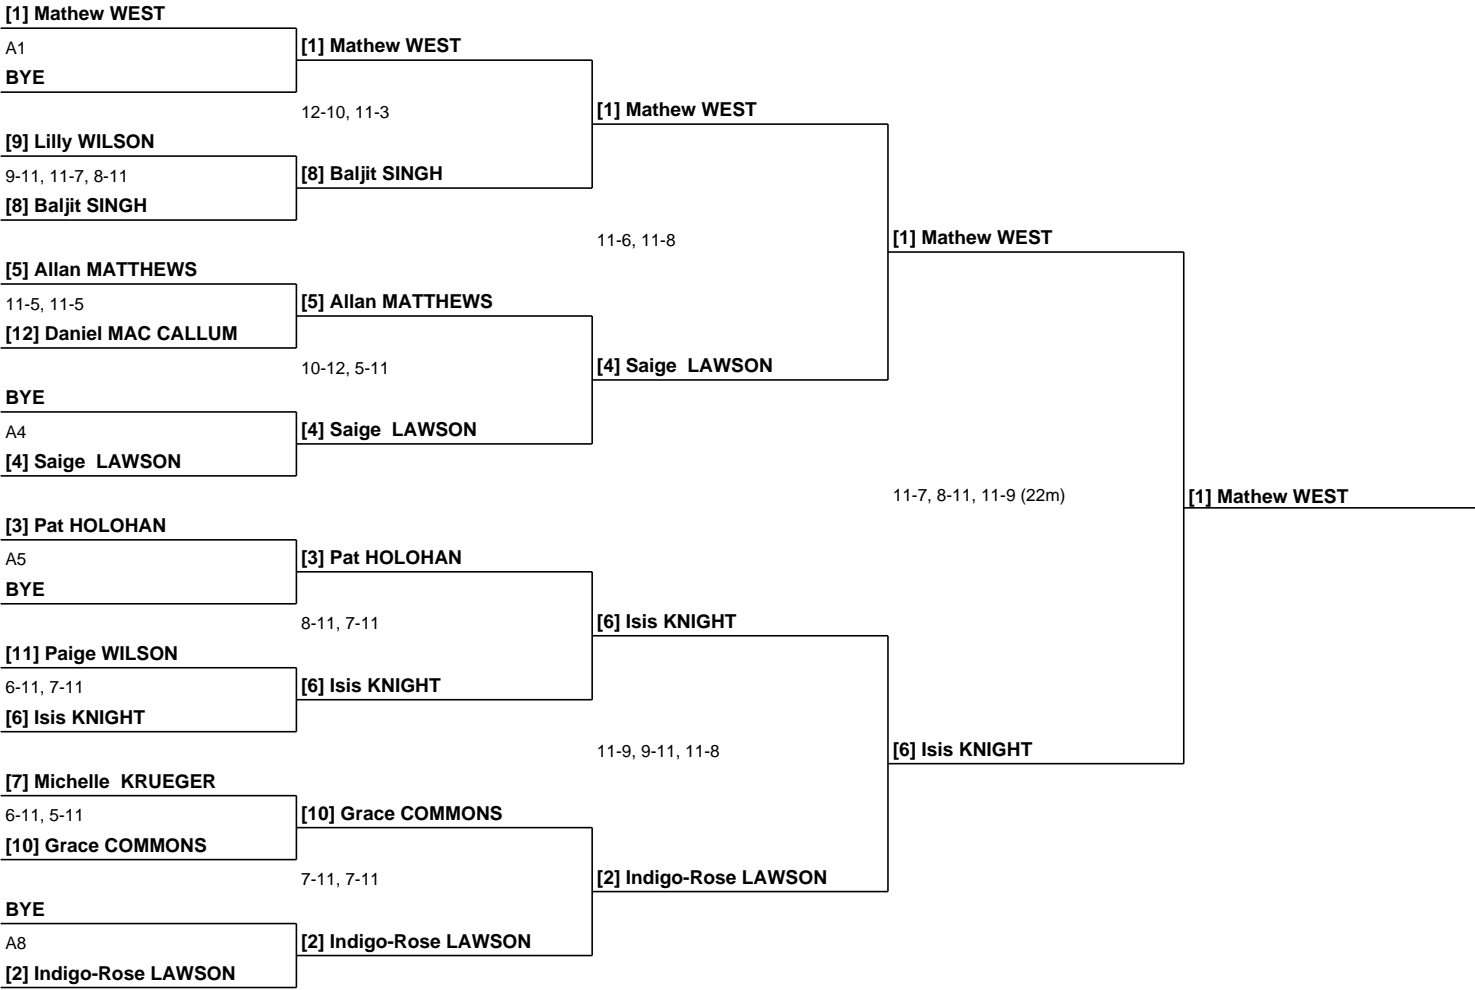 [1] Mathew WEST
A1
BYE
[9] Lilly WILSON
9-11, 11-7, 8-11
[8] Baljit SINGH
[5] Allan MATTHEWS
11-5, 11-5
[12] Daniel MAC CALLUM
BYE
A4
[4] Saige  LAWSON
[3] Pat HOLOHAN
A5
BYE
[11] Paige WILSON
6-11, 7-11
[6] Isis KNIGHT
[7] Michelle  KRUEGER
6-11, 5-11
[10] Grace COMMONS
BYE
A8
[2] Indigo-Rose LAWSON
[1] Mathew WEST
12-10, 11-3
[8] Baljit SINGH
[5] Allan MATTHEWS
10-12, 5-11
[4] Saige  LAWSON
[3] Pat HOLOHAN
8-11, 7-11
[6] Isis KNIGHT
[10] Grace COMMONS
7-11, 7-11
[2] Indigo-Rose LAWSON
[1] Mathew WEST
11-6, 11-8
[4] Saige  LAWSON
[6] Isis KNIGHT
11-9, 9-11, 11-8
[2] Indigo-Rose LAWSON
[1] Mathew WEST
11-7, 8-11, 11-9 (22m)
[6] Isis KNIGHT
[1] Mathew WEST